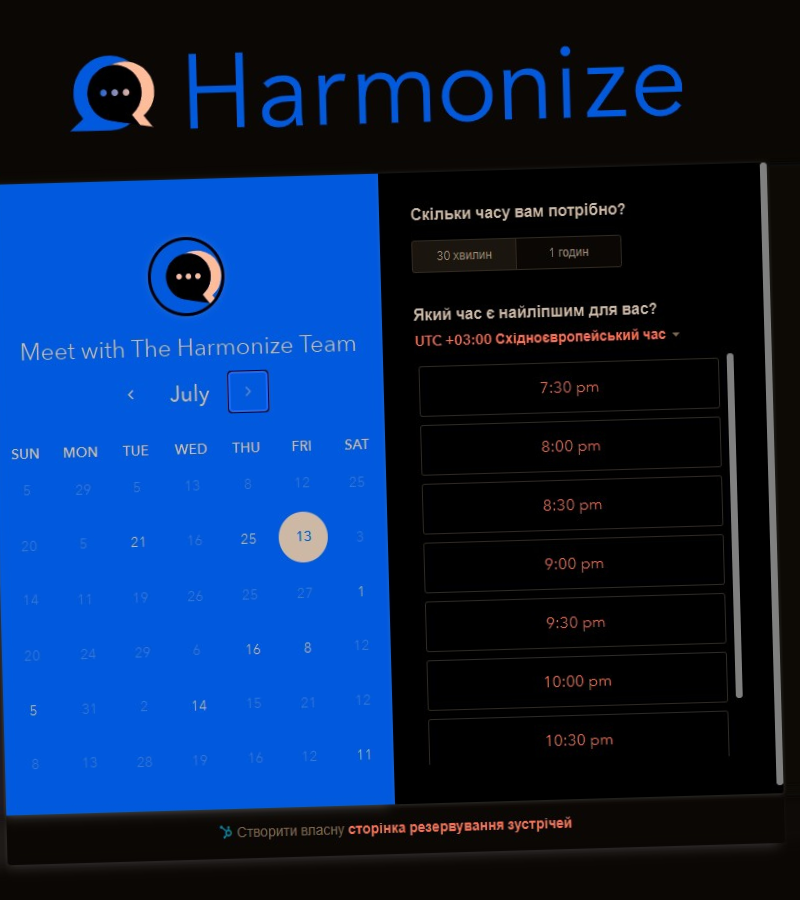 Harmonize
Meet with The Harmonize Team
July
SUN MON TUE WED THU FRI SAT
5 29 5 13 8 12 25
20 5 21 16 25 13 3
14 11 19 26 25 27 1
20 24 29 6 16 8 12
5 31 2 14 15 21 12
8 13 28 19 16 12 11
Скільки часу вам потрібно?
30 хвилин 1 годин
Який час є найліпшим для вас?
UTC +03:00 Східноєвропейський час
7:30 pm
8:00 pm
8:30 pm
9:00 pm
9:30 pm
10:00 pm
10:30 pm
Створити власну сторінка резервування зустрічей